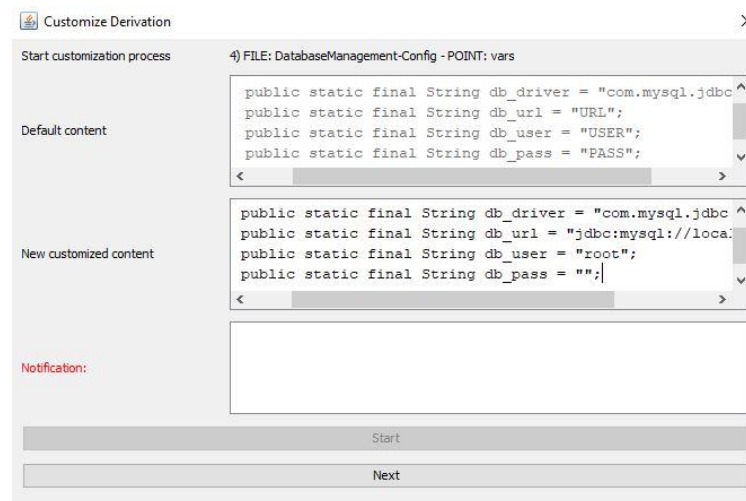 Customize Derivation
Start customization process 4) FILE: DatabaseManagement-Config - POINT: vars
Default content
public static final String db_driver = "com.mysql.jdbc
public static final String db_url = "URL";
public static final String db_user = "USER";
public static final String db_pass = "PASS";
New customized content
public static final String db_driver = "com.mysql.jdbc
public static final String db_url = "jdbc:mysql://local
public static final String db_user = "root";
public static final String db_pass = "";
Notification:
Start
Next